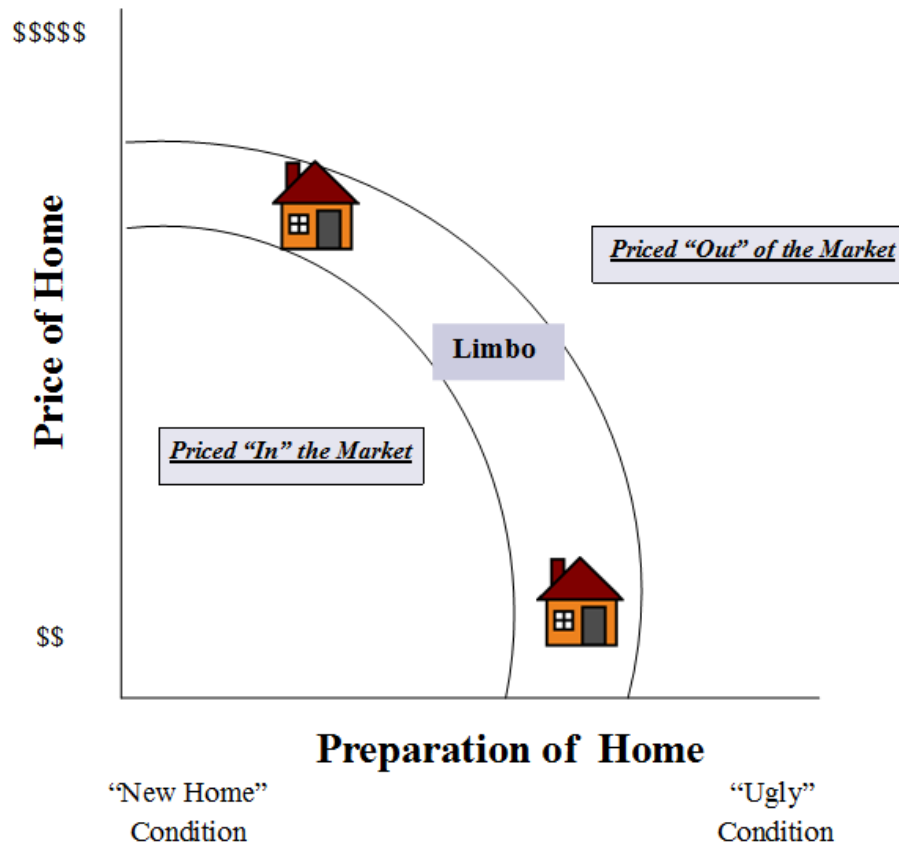 $$$$$
Price of Home
Priced “Out” of the Market
Limbo
Priced “In” the Market
$$
Preparation of  Home
“New Home”
Condition
“Ugly”
Condition